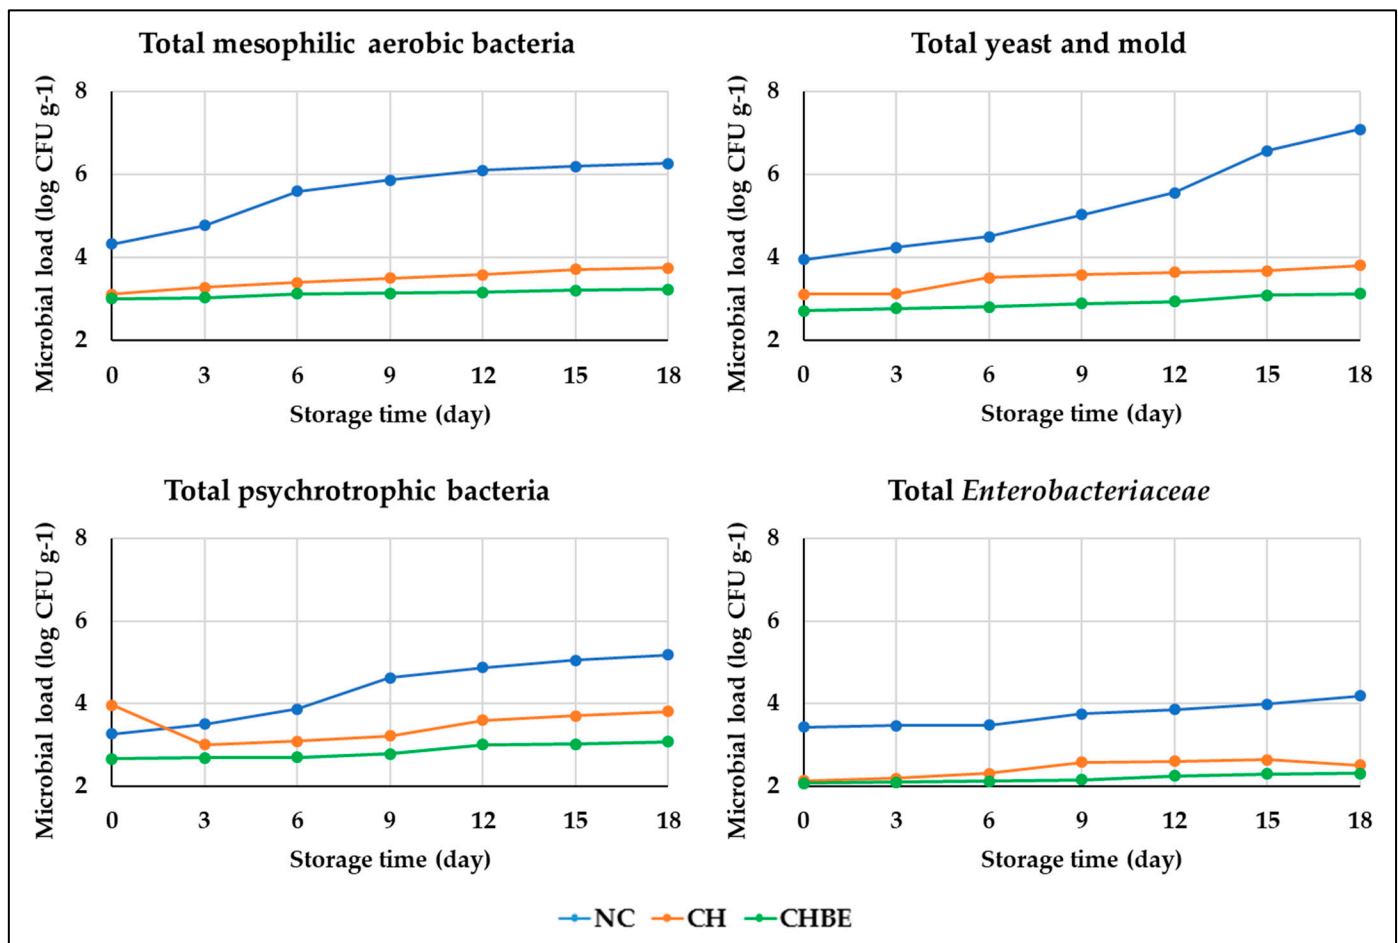 Total mesophilic aerobic bacteria
Microbial load (log CFU g-1)
8
6
4
2
0 3 6 9 12 15 18
Storage time (day)
Total yeast and mold
Microbial load (log CFU g-1)
8
6
4
2
0 3 6 9 12 15 18
Storage time (day)
Total psychrotrophic bacteria
Microbial load (log CFU g-1)
8
6
4
2
0 3 6 9 12 15 18
Storage time (day)
Total Enterobacteriaceae
Microbial load (log CFU g-1)
8
6
4
2
0 3 6 9 12 15 18
Storage time (day)
NC CH CHBE